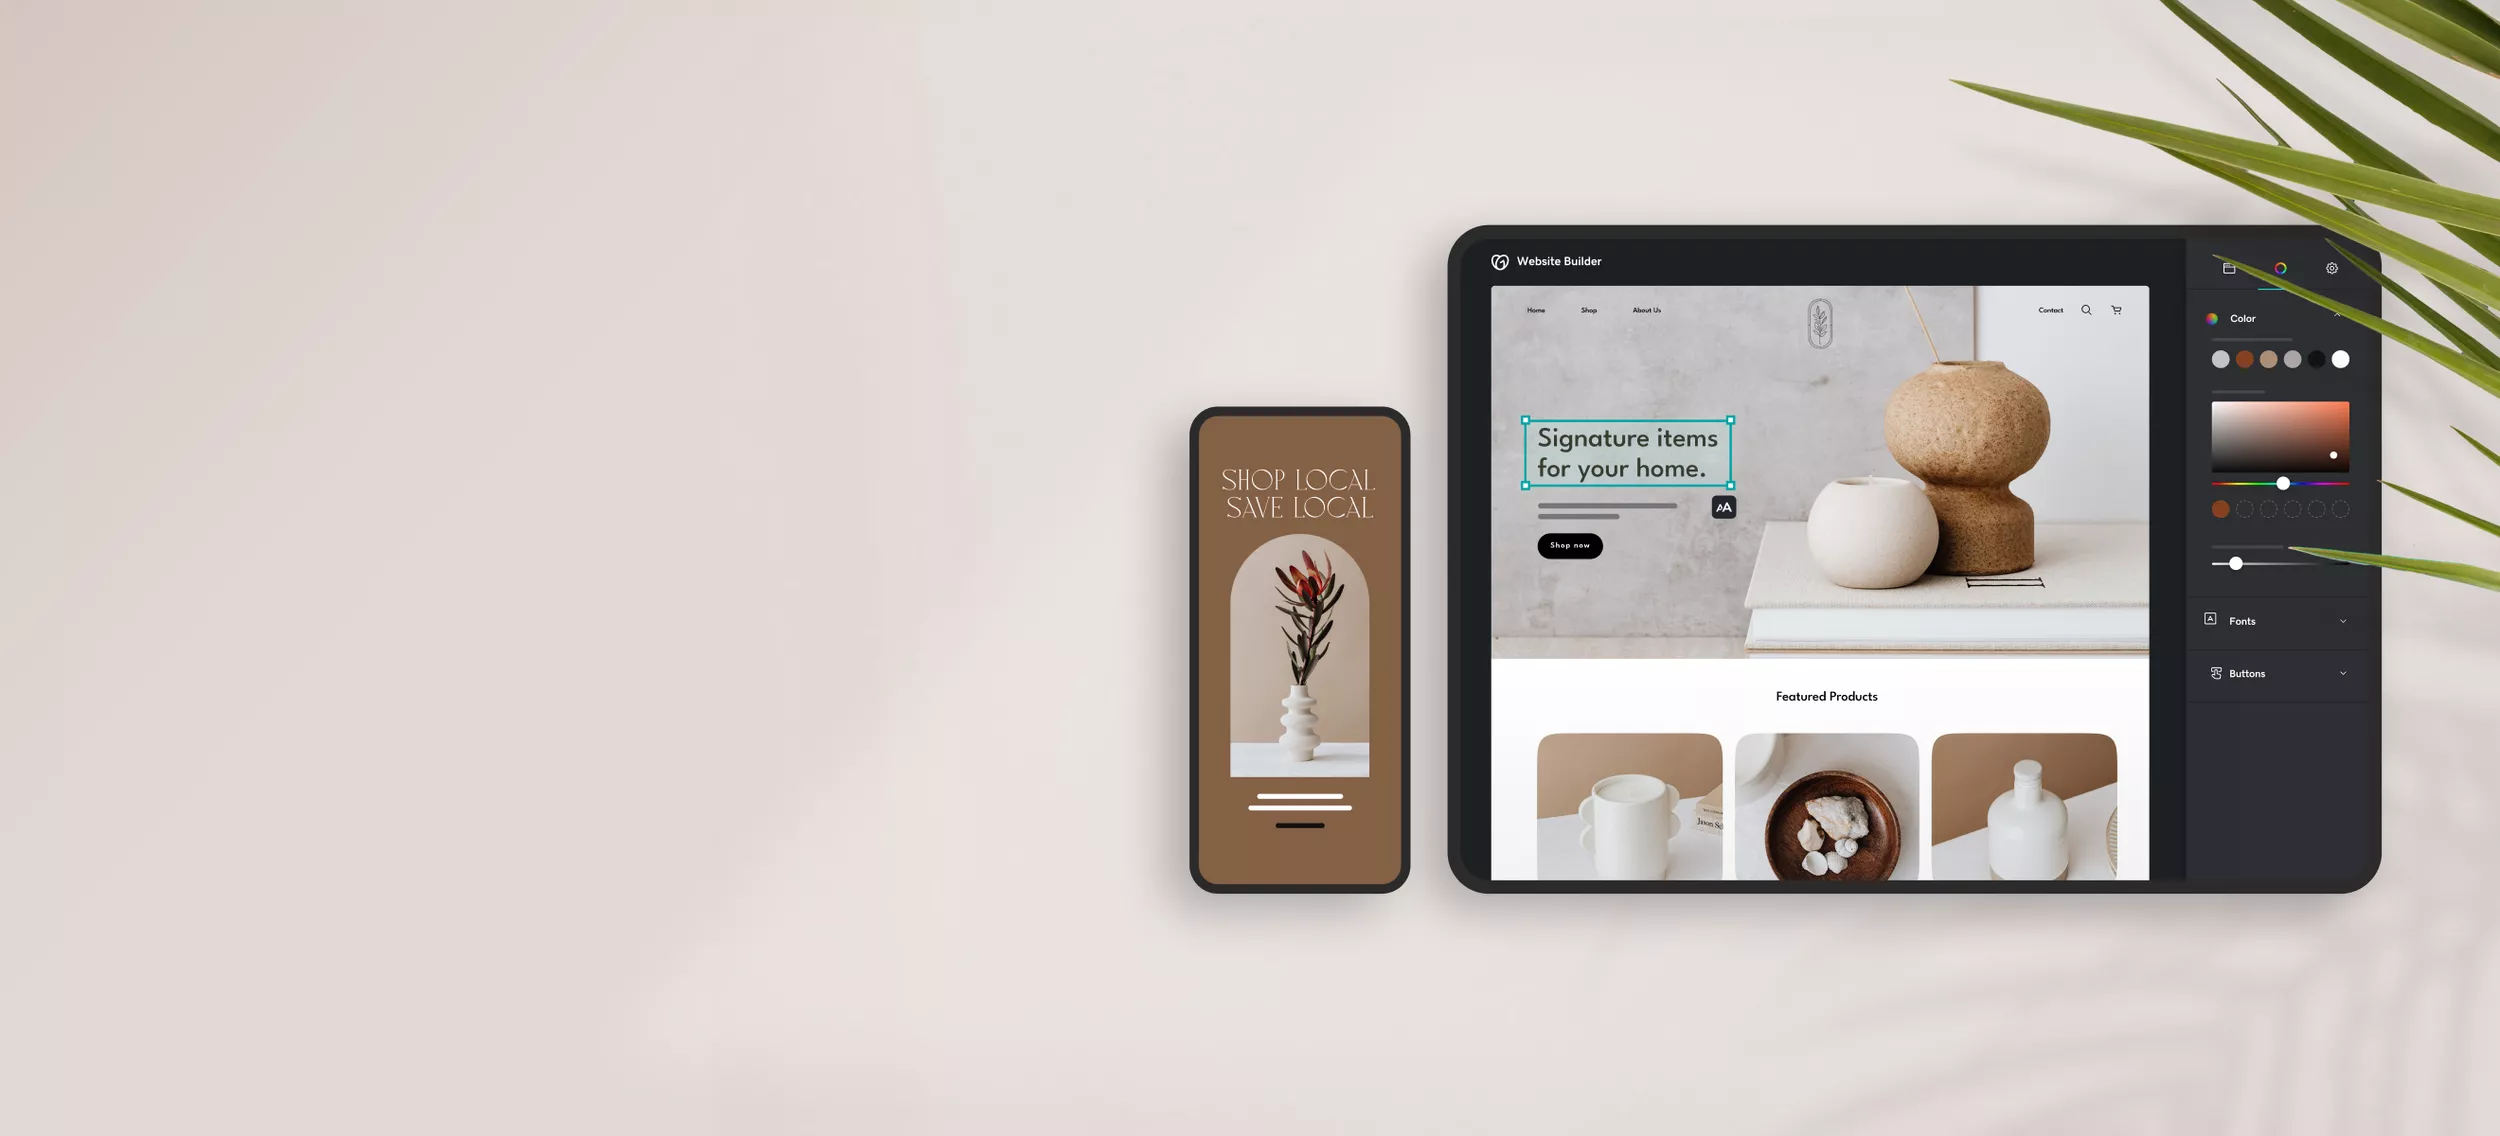 SHOP LOCAL
SAVE LOCAL
Website Builder
Home Shop About Us Contact
Signature items
for your home.
AA
Shop now
Featured Products
Color
A
Fonts
Buttons